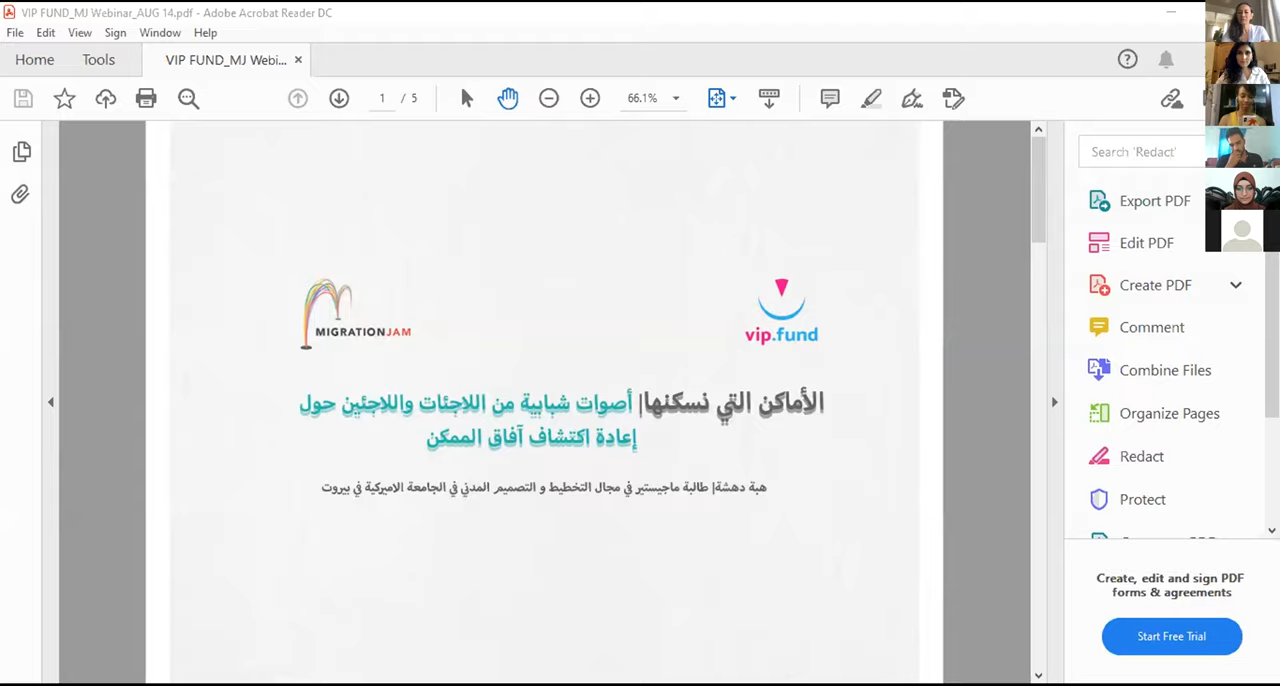 VIP FUND_MJ Webinar_AUG 14.pdf - Adobe Acrobat Reader DC
File Edit View Sign Window Help
Home Tools VIP FUND_MJ Webi... ×
1 / 5 66.1%
Search 'Redact'
Export PDF
Edit PDF
Create PDF
Comment
Combine Files
Organize Pages
Redact
Protect
MIGRATIONJAM
vip.fund
الأماكن التي نسكنها| أصوات شبابية من اللاجئات واللاجئين حول
إعادة اكتشاف آفاق الممكن
هبة دهشة| طالبة ماجيستير في مجال التخطيط و التصميم المدني في الجامعة الاميركية في بيروت
Create, edit and sign PDF
forms & agreements
Start Free Trial